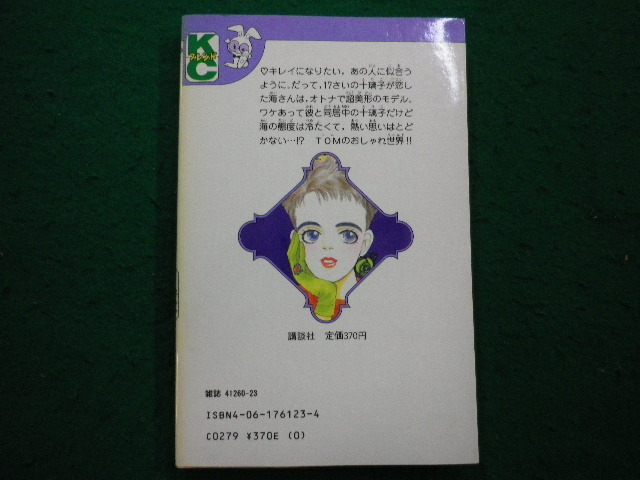 KC
フレンド
♡キレイになりたい。あの人に似合う
ように。だって、17さいの十璃子が恋し
た海さんは、オトナで超美形のモデル。
ワケあって彼と同居中の十璃子だけど
海の態度は冷たくて、熱い思いはとど
かない…!? TOMのおしゃれ世界!!
講談社 定価370円
雑誌 41260-23
ISBN4-06-176123-4
C0279 ¥370E (0)